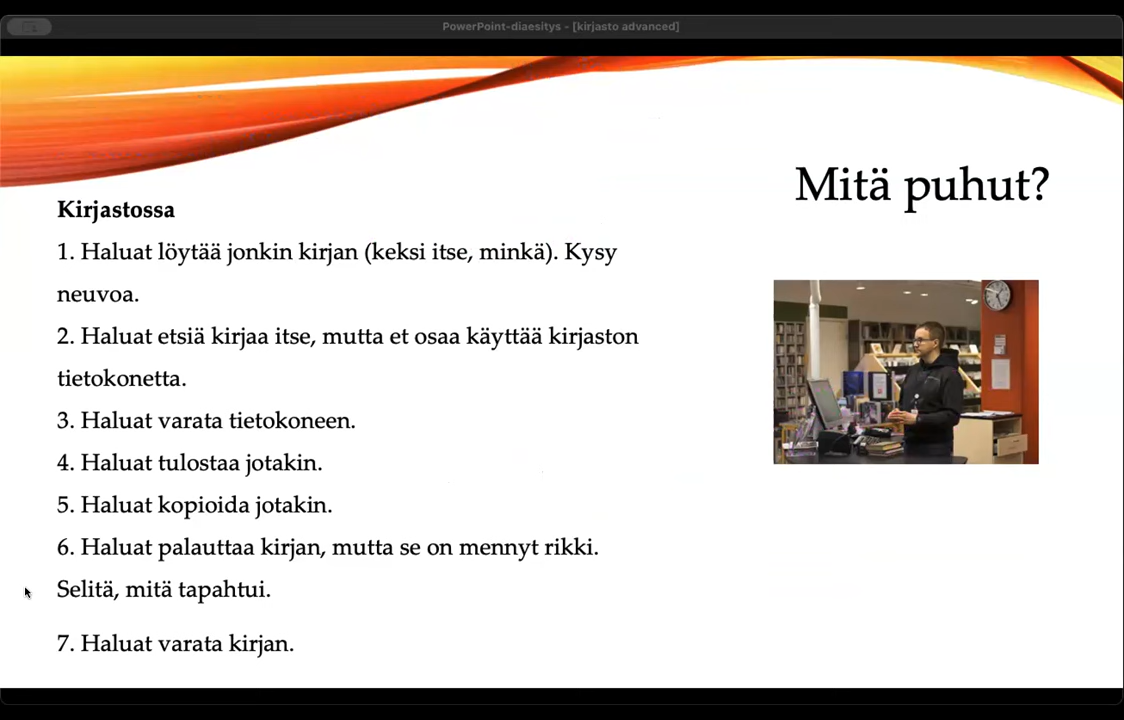 PowerPoint-diaesitys - [kirjasto advanced]
Mitä puhut?
Kirjastossa
1. Haluat löytää jonkin kirjan (keksi itse, minkä). Kysy
neuvoa.
2. Haluat etsiä kirjaa itse, mutta et osaa käyttää kirjaston
tietokonetta.
3. Haluat varata tietokoneen.
4. Haluat tulostaa jotakin.
5. Haluat kopioida jotakin.
6. Haluat palauttaa kirjan, mutta se on mennyt rikki.
Selitä, mitä tapahtui.
7. Haluat varata kirjan.